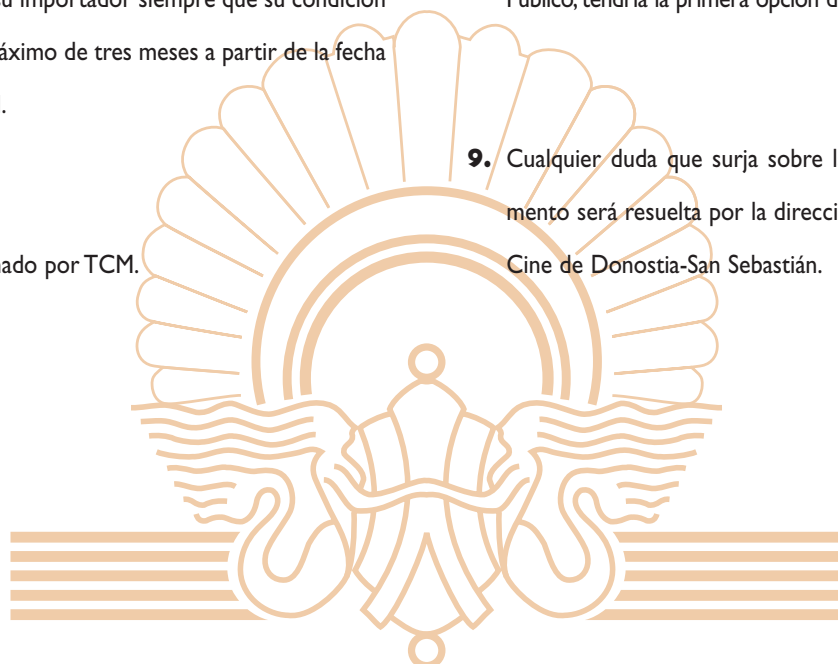 su importador siempre que su condición
áximo de tres meses a partir de la fecha
nado por TCM.
Público, tendría la primera opción d
9. Cualquier duda que surja sobre l
mento será resuelta por la direcci
Cine de Donostia-San Sebastián.